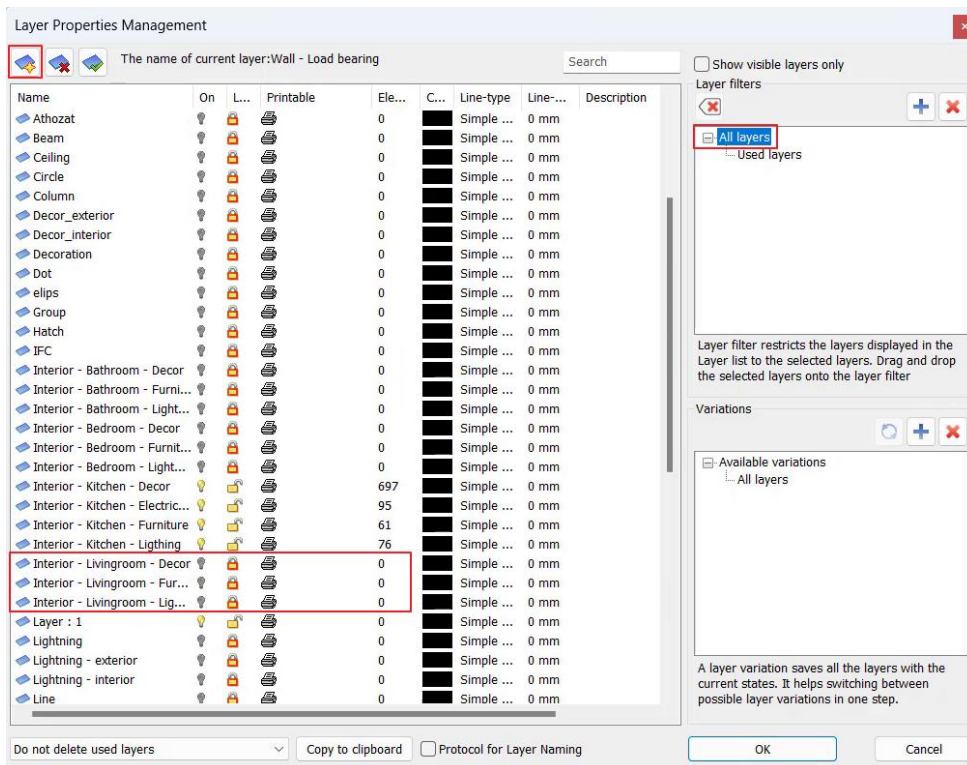 Layer Properties Management
The name of current layer:Wall - Load bearing
Search
Show visible layers only
Name On L... Printable Ele... C... Line-type Line-... Description
Athozat 0 Simple ... 0 mm
Beam 0 Simple ... 0 mm
Ceiling 0 Simple ... 0 mm
Circle 0 Simple ... 0 mm
Column 0 Simple ... 0 mm
Decor_exterior 0 Simple ... 0 mm
Decor_interior 0 Simple ... 0 mm
Decoration 0 Simple ... 0 mm
Dot 0 Simple ... 0 mm
elips 0 Simple ... 0 mm
Group 0 Simple ... 0 mm
Hatch 0 Simple ... 0 mm
IFC 0 Simple ... 0 mm
Interior - Bathroom - Decor 0 Simple ... 0 mm
Interior - Bathroom - Furni... 0 Simple ... 0 mm
Interior - Bathroom - Light... 0 Simple ... 0 mm
Interior - Bedroom - Decor 0 Simple ... 0 mm
Interior - Bedroom - Furnit... 0 Simple ... 0 mm
Interior - Bedroom - Light... 0 Simple ... 0 mm
Interior - Kitchen - Decor 697 Simple ... 0 mm
Interior - Kitchen - Electric... 95 Simple ... 0 mm
Interior - Kitchen - Furniture 61 Simple ... 0 mm
Interior - Kitchen - Ligthing 76 Simple ... 0 mm
Interior - Livingroom - Decor 0 Simple ... 0 mm
Interior - Livingroom - Fur... 0 Simple ... 0 mm
Interior - Livingroom - Lig... 0 Simple ... 0 mm
Layer : 1 0 Simple ... 0 mm
Lightning 0 Simple ... 0 mm
Lightning - exterior 0 Simple ... 0 mm
Lightning - interior 0 Simple ... 0 mm
Line 0 Simple ... 0 mm
Layer filters
All layers
Used layers
Layer filter restricts the layers displayed in the
Layer list to the selected layers. Drag and drop
the selected layers onto the layer filter
Variations
Available variations
All layers
A layer variation saves all the layers with the
current states. It helps switching between
possible layer variations in one step.
Do not delete used layers
Copy to clipboard
Protocol for Layer Naming
OK
Cancel